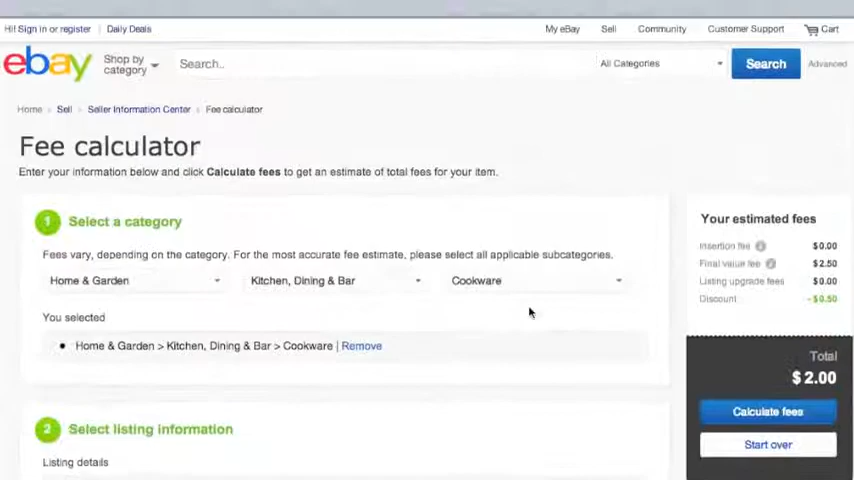 Hi! Sign in or register Daily Deals My eBay Sell Community Customer Support Cart
ebay Shop by category Search.. All Categories Search Advanced
Home Sell Seller Information Center Fee calculator
Fee calculator
Enter your information below and click Calculate fees to get an estimate of total fees for your item.
1 Select a category
Fees vary, depending on the category. For the most accurate fee estimate, please select all applicable subcategories.
Home & Garden Kitchen, Dining & Bar Cookware
You selected
Home & Garden > Kitchen, Dining & Bar > Cookware | Remove
2 Select listing information
Listing details
Your estimated fees
Insertion fee $0.00
Final value fee $2.50
Listing upgrade fees $0.00
Discount -$0.50
Total
$2.00
Calculate fees
Start over